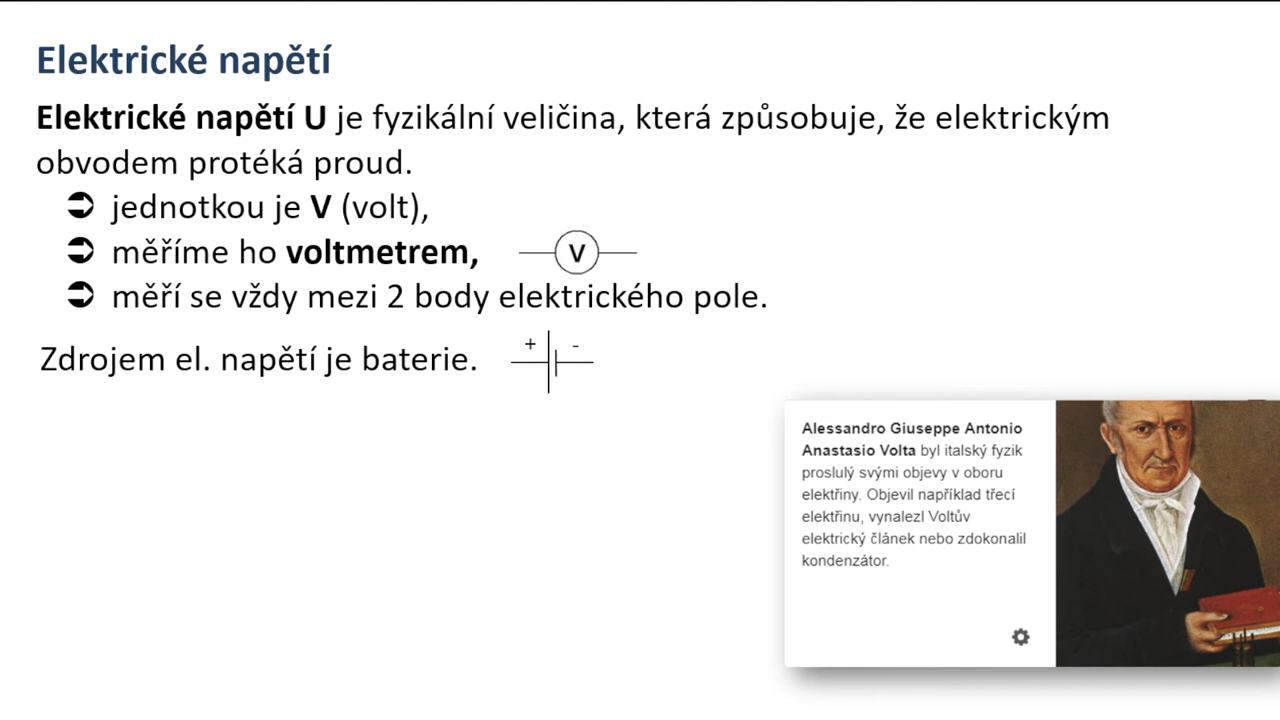 Elektrické napětí
Elektrické napětí U je fyzikální veličina, která způsobuje, že elektrickým
obvodem protéká proud.
➲ jednotkou je V (volt),
➲ měříme ho voltmetrem,
V
➲ měří se vždy mezi 2 body elektrického pole.
Zdrojem el. napětí je baterie.
+ -
Alessandro Giuseppe Antonio
Anastasio Volta byl italský fyzik
proslulý svými objevy v oboru
elektřiny. Objevil například třecí
elektřinu, vynalezl Voltův
elektrický článek nebo zdokonalil
kondenzátor.